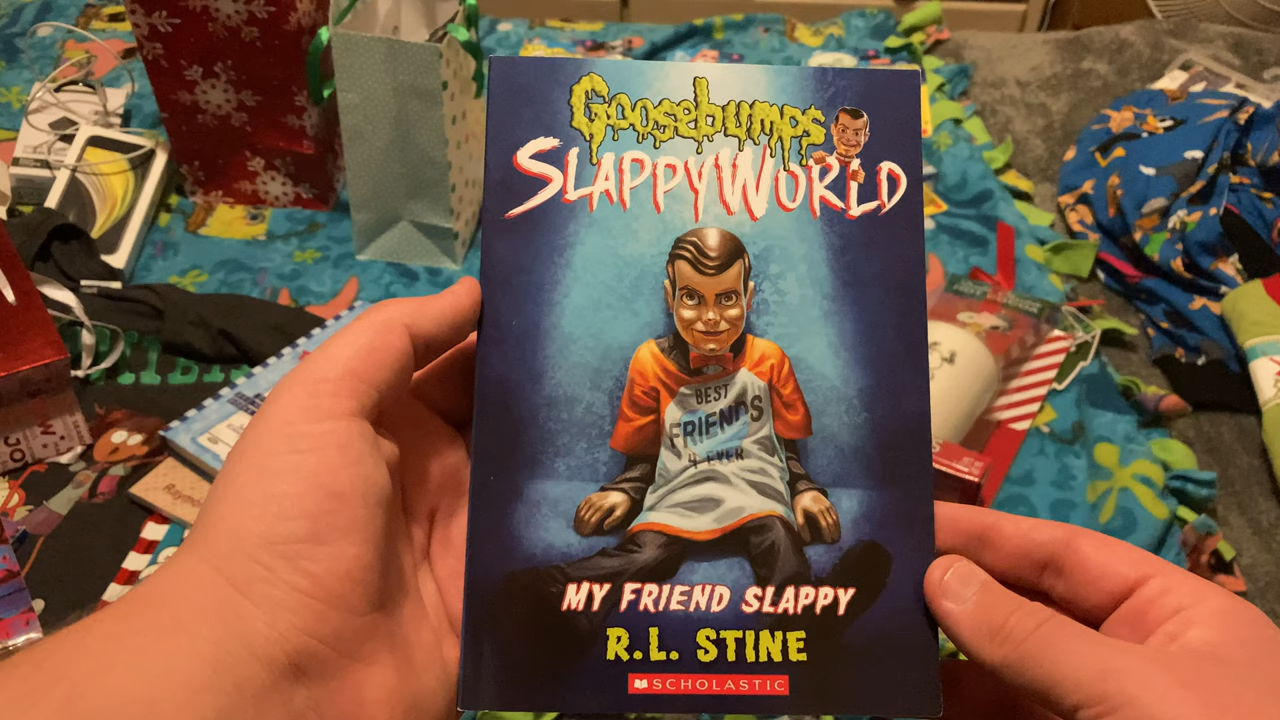 Goosebumps
SLAPPYWORLD
BEST
FRIENDS
4-EVER
MY FRIEND SLAPPY
R.L. STINE
SCHOLASTIC